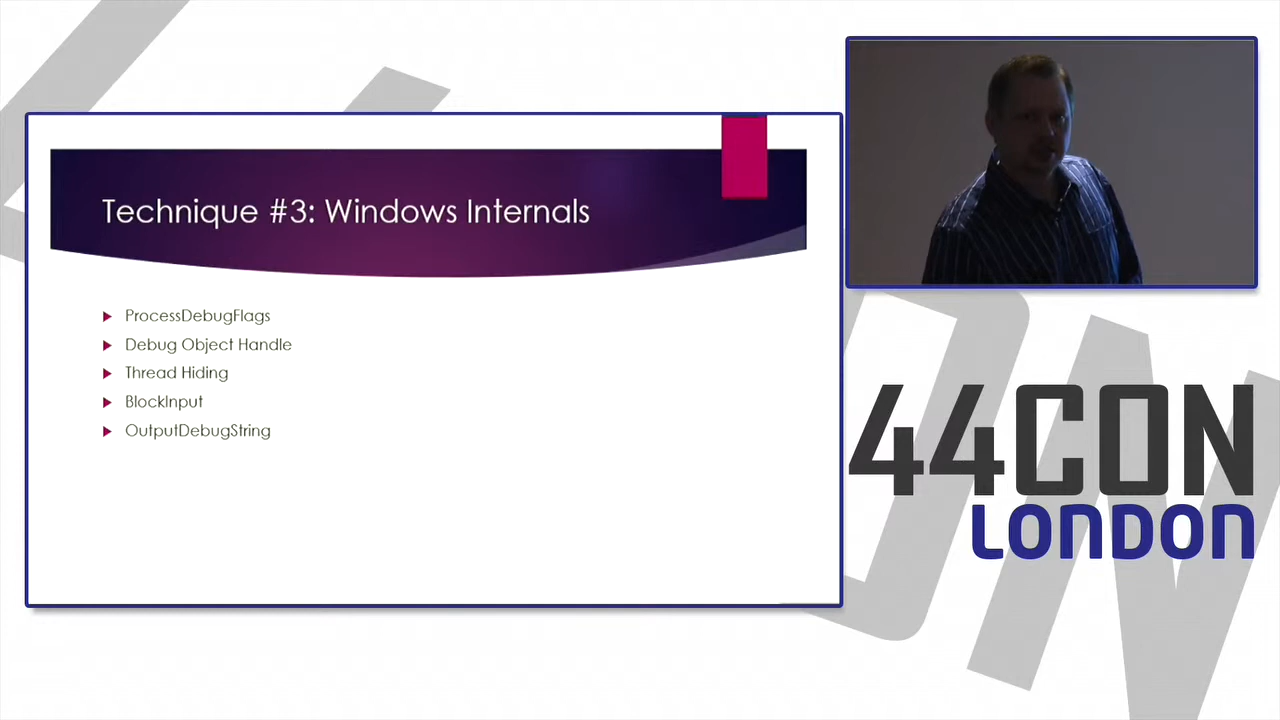 Technique #3: Windows Internals
ProcessDebugFlags
Debug Object Handle
Thread Hiding
BlockInput
OutputDebugString
44CON
LONDON